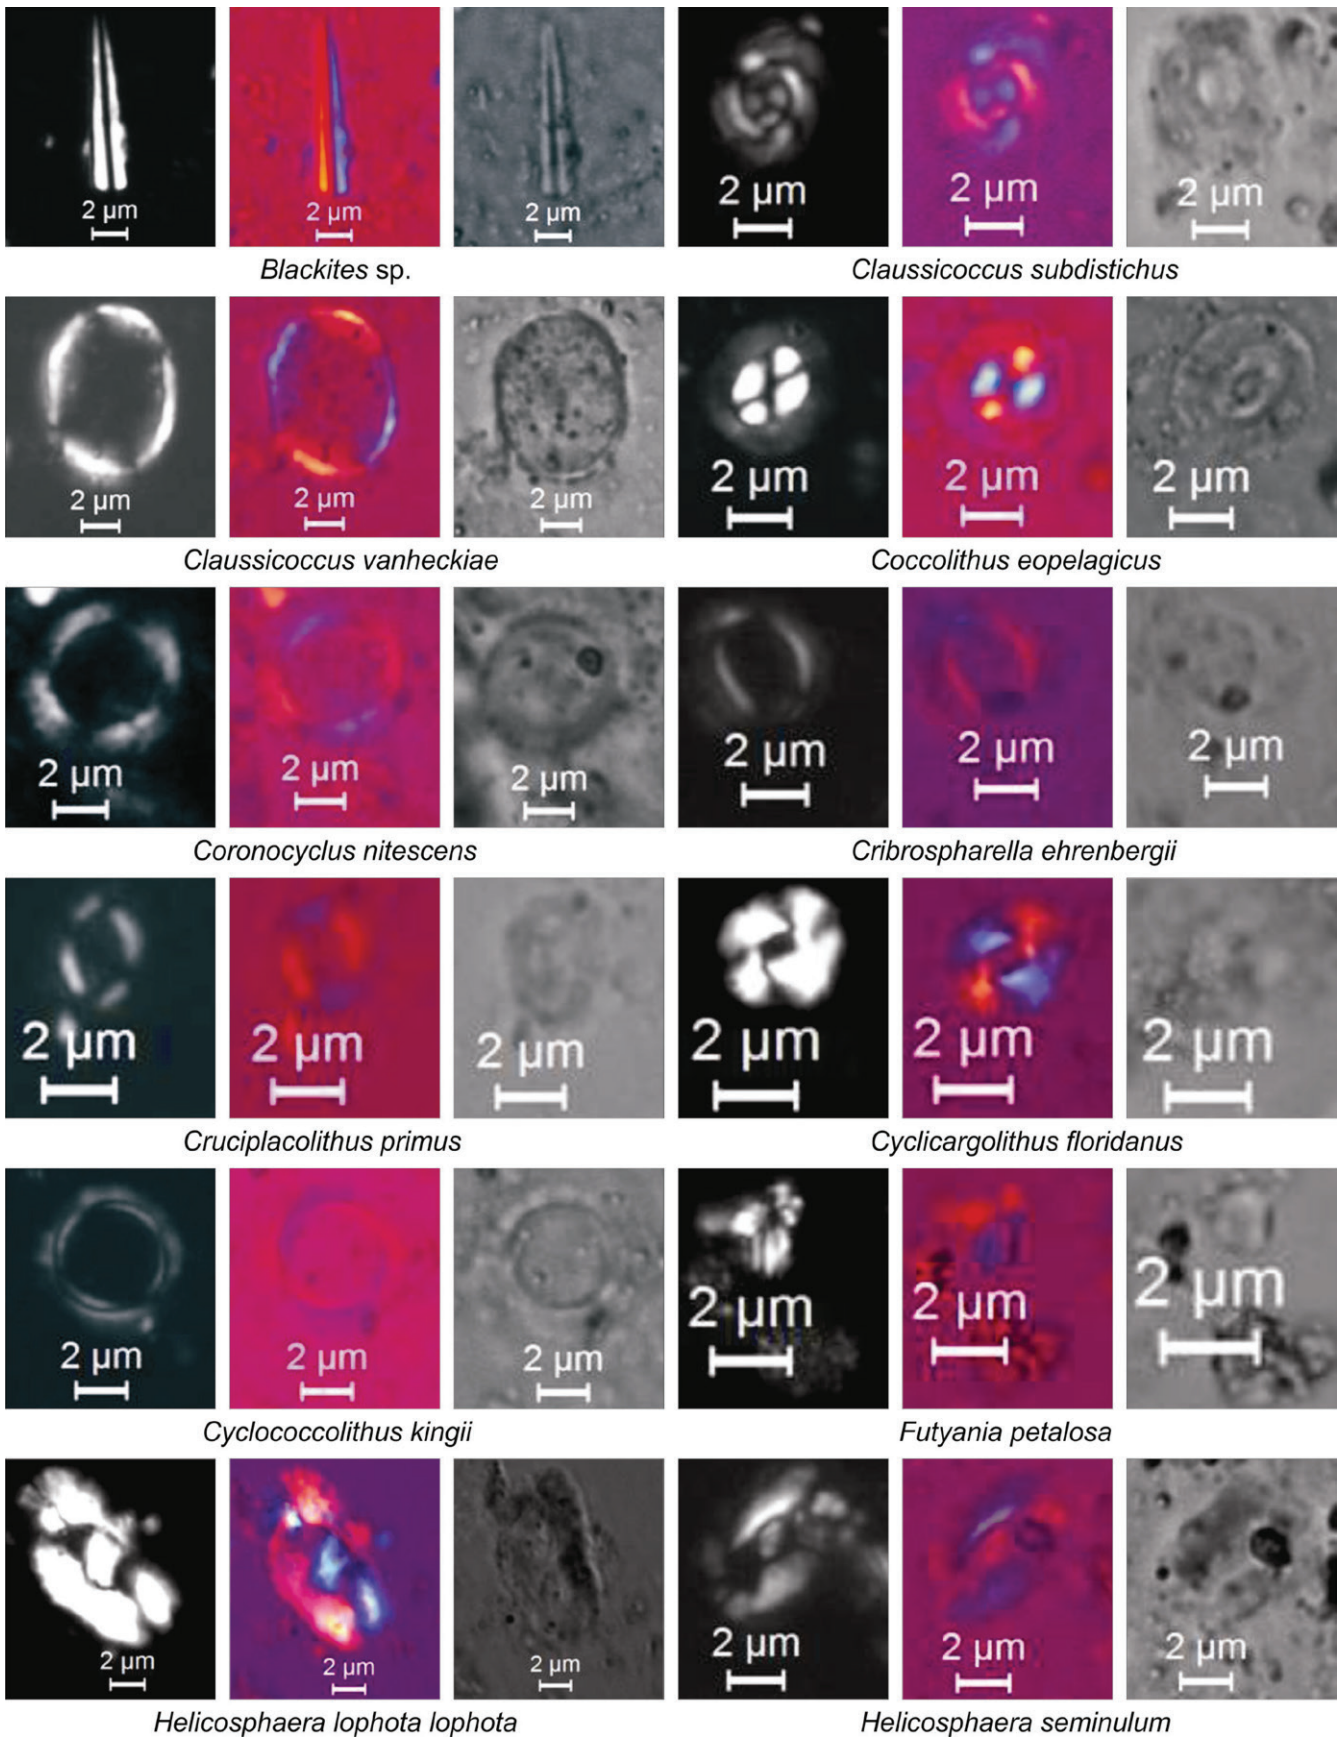 2 µm 2 µm 2 µm 2 µm 2 µm 2 µm
Blackites sp. Claussicoccus subdistichus
2 µm 2 µm 2 µm 2 µm 2 µm 2 µm
Claussicoccus vanheckiae Coccolithus eopelagicus
2 µm 2 µm 2 µm 2 µm 2 µm 2 µm
Coronocyclus nitescens Cribrospharella ehrenbergii
2 µm 2 µm 2 µm 2 µm 2 µm 2 µm
Cruciplacolithus primus Cyclicargolithus floridanus
2 µm 2 µm 2 µm 2 µm 2 µm 2 µm
Cyclococcolithus kingii Futyania petalosa
2 µm 2 µm 2 µm 2 µm 2 µm 2 µm
Helicosphaera lophota lophota Helicosphaera seminulum